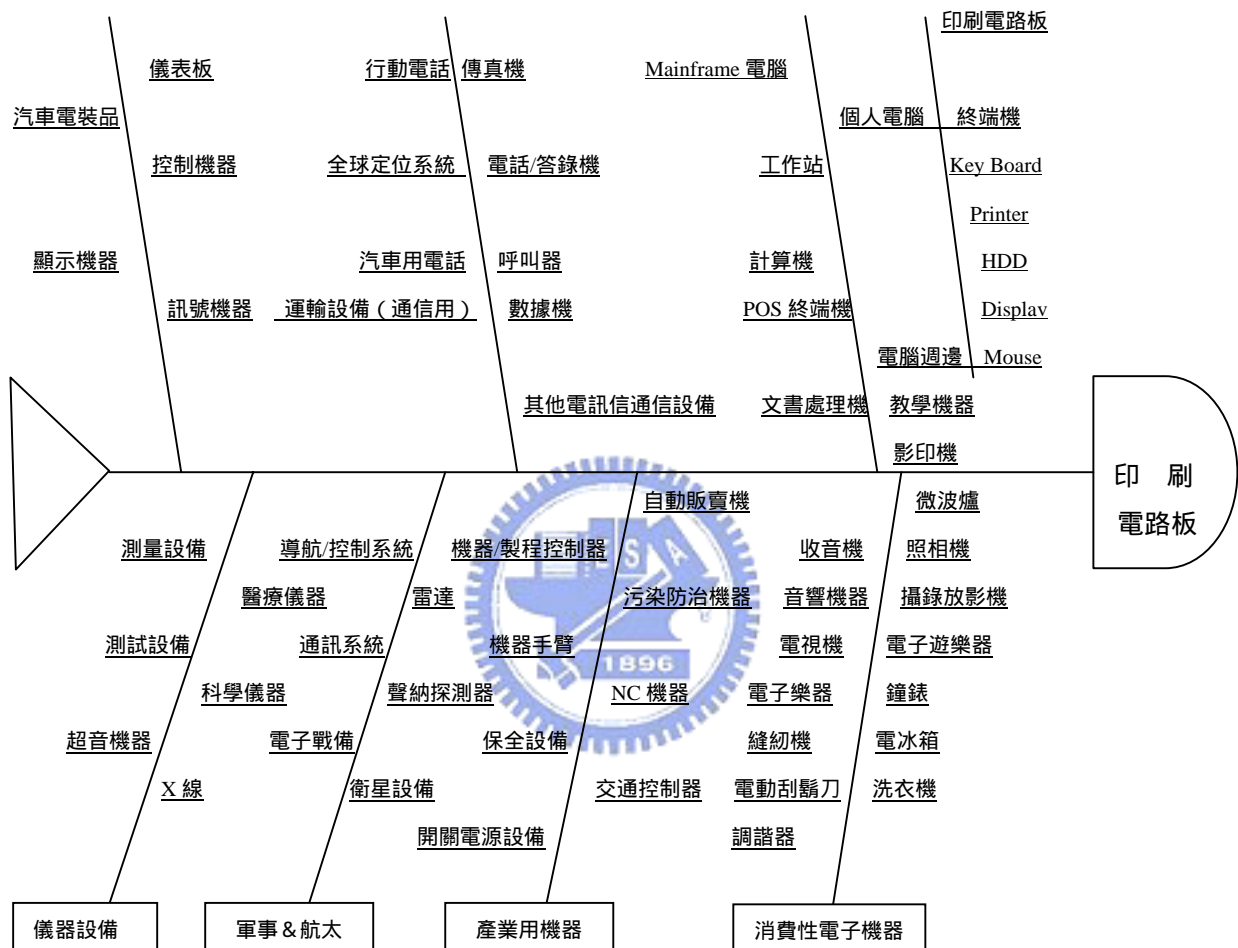 印刷電路板
儀表板 行動電話 傳真機 Mainframe 電腦
汽車電裝品 個人電腦 終端機
控制機器 全球定位系統 電話/答錄機 工作站 Key Board
Printer
顯示機器 汽車用電話 呼叫器 計算機 HDD
訊號機器 運輸設備(通信用) 數據機 POS 終端機 Display
電腦週邊 Mouse
其他電訊信通信設備 文書處理機 教學機器
影印機
印 刷
電路板
自動販賣機 微波爐
測量設備 導航/控制系統 機器/製程控制器 收音機 照相機
ESA
醫療儀器 雷達 污染防治機器 音響機器 攝錄放影機
測試設備 通訊系統 機器手臂 電視機 電子遊樂器
1896
科學儀器 聲納探測器 NC 機器 電子樂器 鐘錶
超音機器 電子戰備 保全設備 縫紉機 電冰箱
X 線 衛星設備 交通控制器 電動刮鬍刀 洗衣機
開關電源設備 調諧器
儀器設備 軍事&航太 產業用機器 消費性電子機器